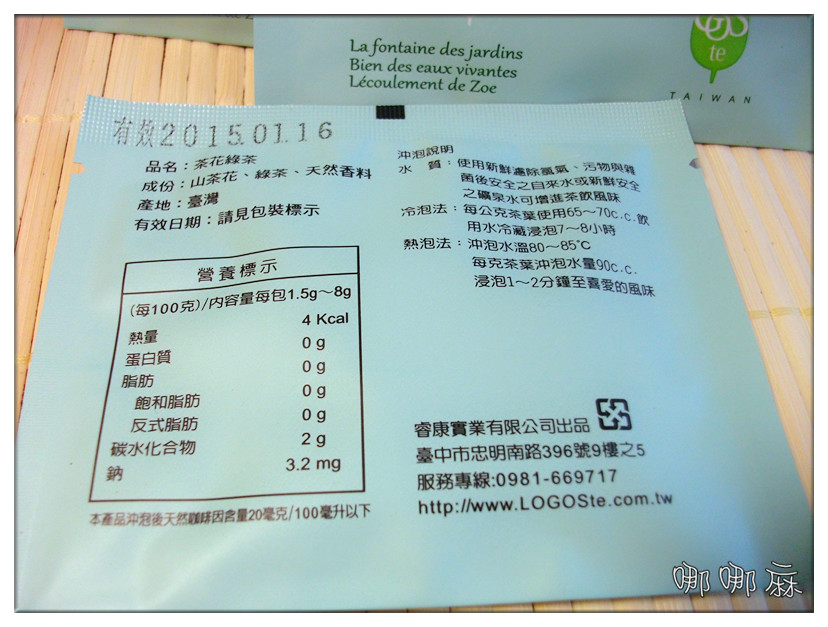 La fontaine des jardins
Bien des eaux vivantes
Lécoulement de Zoe
te
TAIWAN
有效2015.01.16
品名：茶花綠茶
成份：山茶花、綠茶、天然香料
產地：臺灣
有效日期：請見包裝標示
營養標示
(每100克)/內容量每包1.5g～8g
熱量 4 Kcal
蛋白質 0 g
脂肪 0 g
飽和脂肪 0 g
反式脂肪 0 g
碳水化合物 2 g
鈉 3.2 mg
本產品沖泡後天然咖啡因含量20毫克/100毫升以下
沖泡說明
水 質：使用新鮮濾除氯氣、污物與雜
菌後安全之自來水或新鮮安全
之礦泉水可增進茶飲風味
冷泡法：每公克茶葉使用65～70c.c.飲
用水冷藏浸泡7～8小時
熱泡法：沖泡水溫80～85°C
每克茶葉沖泡水量90c.c.
浸泡1～2分鐘至喜愛的風味
睿康實業有限公司出品
臺中市忠明南路396號9樓之5
服務專線:0981-669717
http://www.LOGOSte.com.tw
哪哪麻